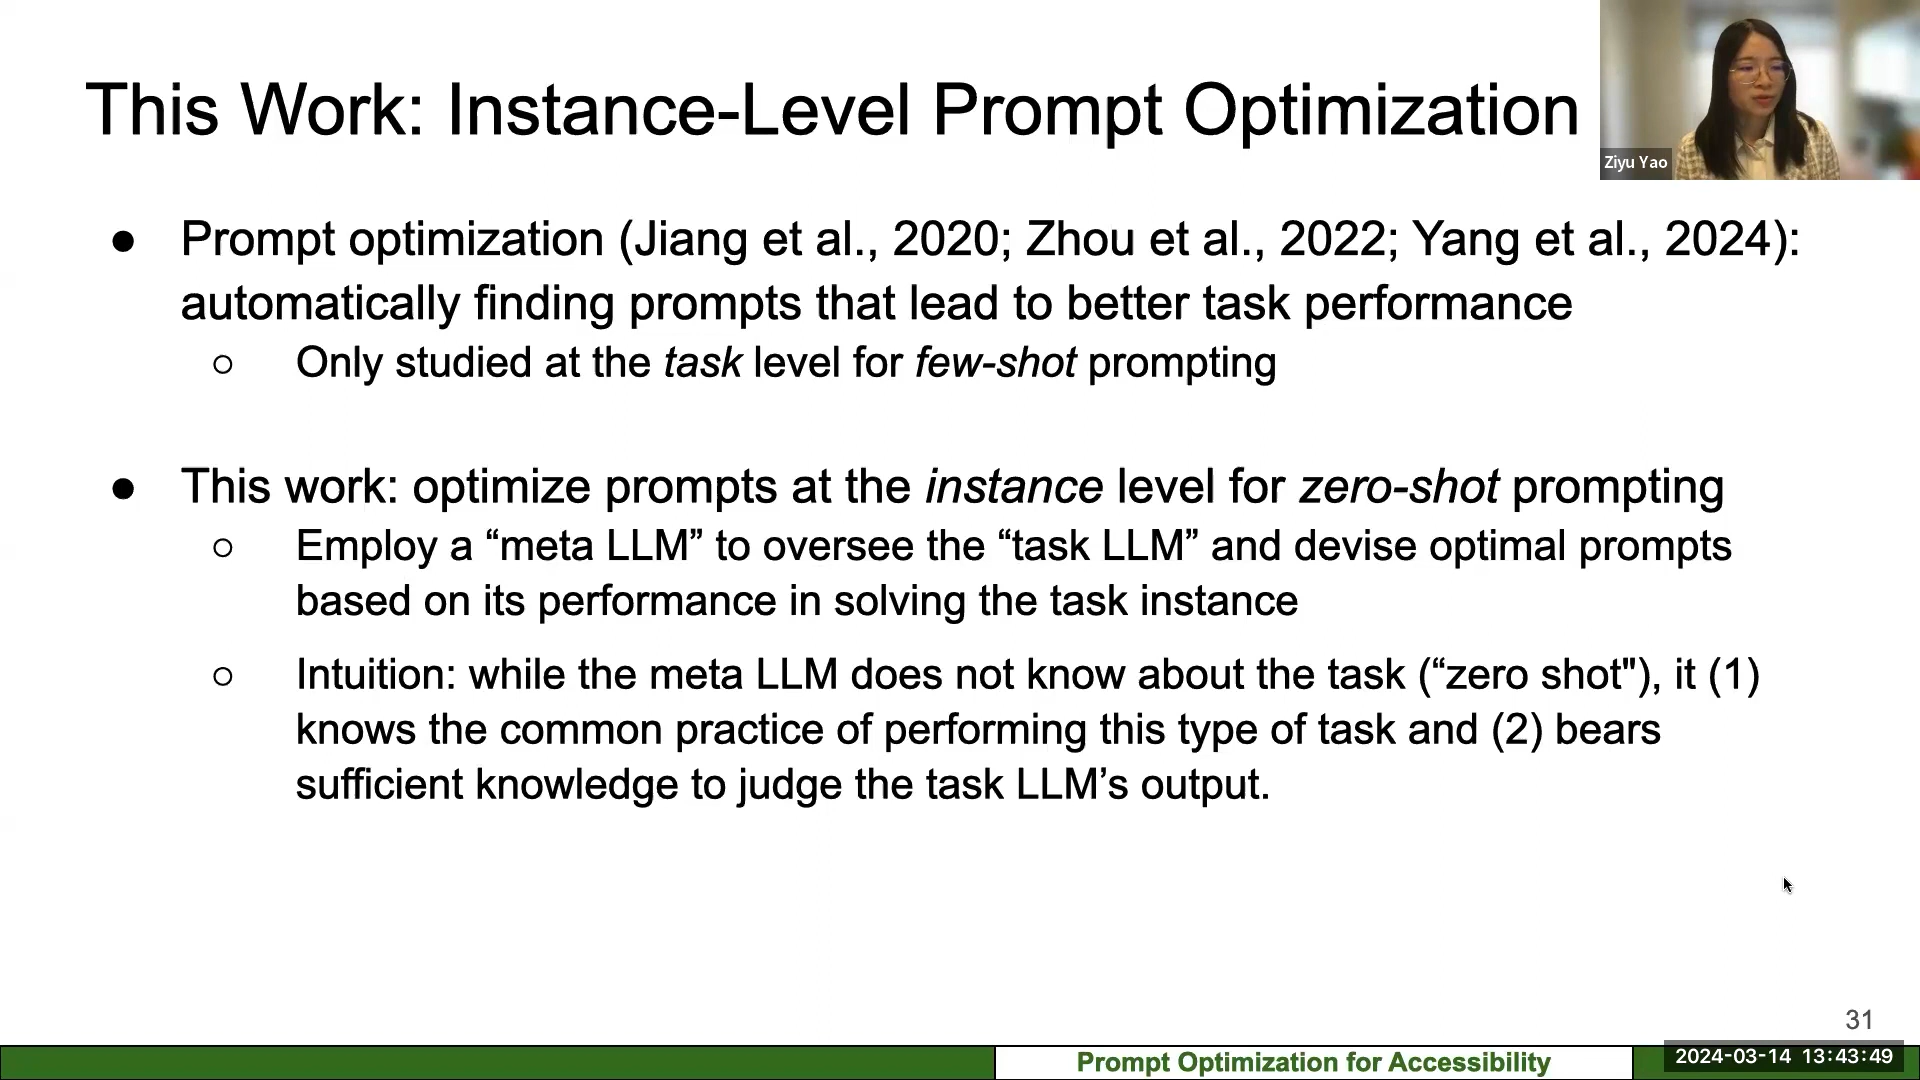 This Work: Instance-Level Prompt Optimization
Ziyu Yao
● Prompt optimization (Jiang et al., 2020; Zhou et al., 2022; Yang et al., 2024):
automatically finding prompts that lead to better task performance
○ Only studied at the task level for few-shot prompting
● This work: optimize prompts at the instance level for zero-shot prompting
○ Employ a “meta LLM” to oversee the “task LLM” and devise optimal prompts
based on its performance in solving the task instance
○ Intuition: while the meta LLM does not know about the task (“zero shot"), it (1)
knows the common practice of performing this type of task and (2) bears
sufficient knowledge to judge the task LLM’s output.
31
Prompt Optimization for Accessibility
2024-03-14 13:43:49